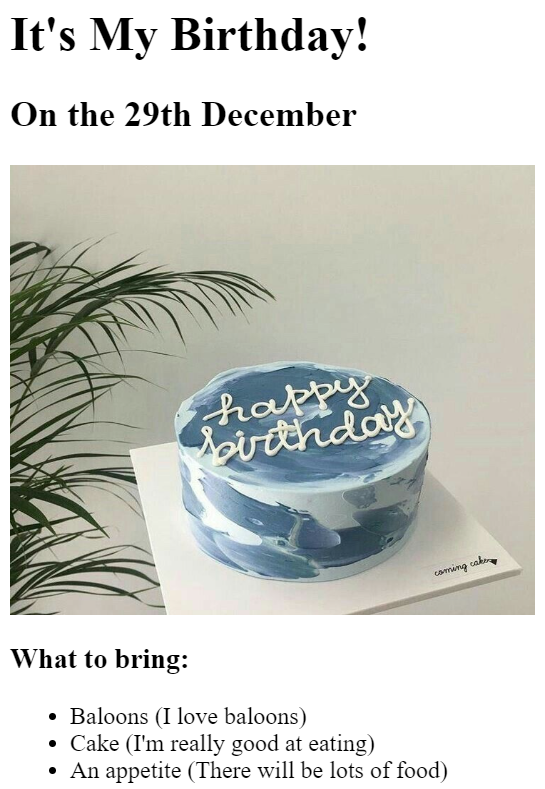 It's My Birthday!
On the 29th December
happy
birthday
coming cake
What to bring:
Baloons (I love baloons)
Cake (I'm really good at eating)
An appetite (There will be lots of food)